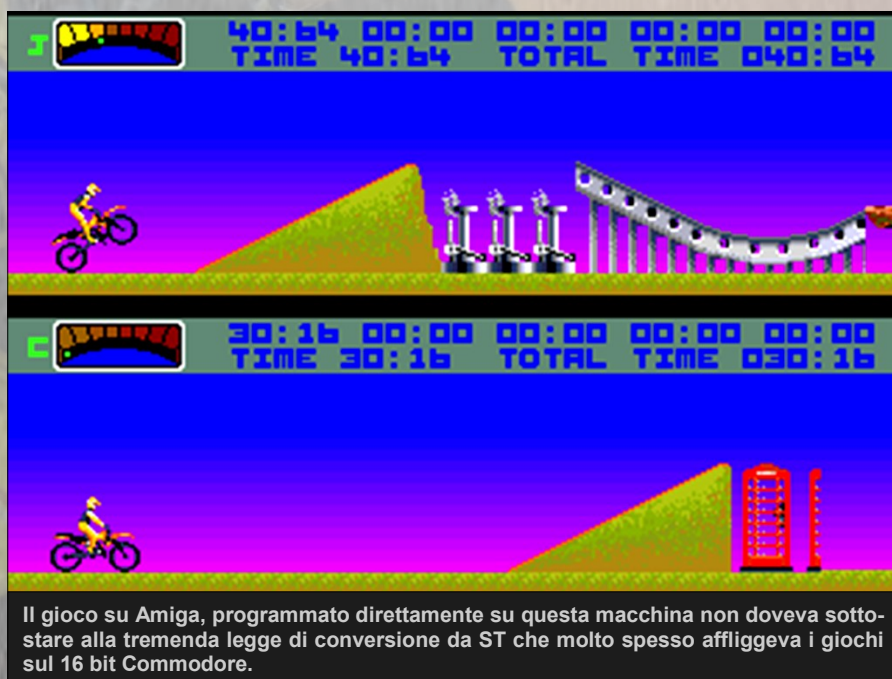 J 40:64 00:00 00:00 00:00 00:00
TIME 40:64 TOTAL TIME 040:64
C 30:16 00:00 00:00 00:00 00:00
TIME 30:16 TOTAL TIME 030:16
Il gioco su Amiga, programmato direttamente su questa macchina non doveva sotto-
stare alla tremenda legge di conversione da ST che molto spesso affliggeva i giochi
sul 16 bit Commodore.